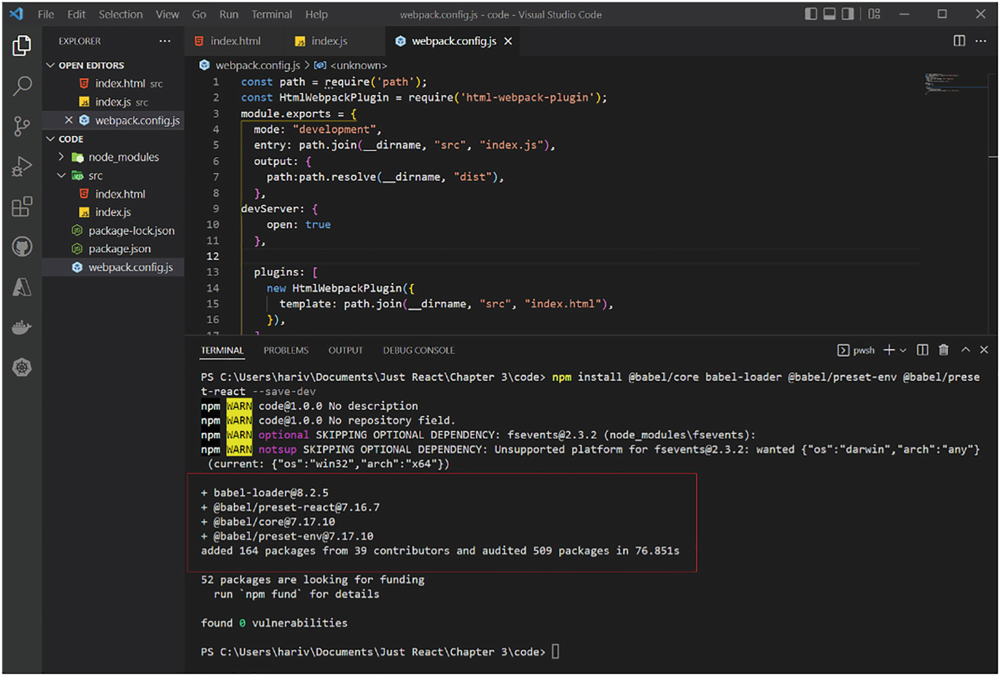 File Edit Selection View Go Run Terminal Help webpack.config.js - code - Visual Studio Code
EXPLORER
OPEN EDITORS
index.html src
index.js src
webpack.config.js
CODE
node_modules
src
index.html
index.js
package-lock.json
package.json
webpack.config.js
index.html index.js webpack.config.js
webpack.config.js > <unknown>
1 const path = require('path');
2 const HtmlWebpackPlugin = require('html-webpack-plugin');
3 module.exports = {
4 mode: "development",
5 entry: path.join(__dirname, "src", "index.js"),
6 output: {
7 path:path.resolve(__dirname, "dist"),
8 },
9 devServer: {
10 open: true
11 },
12
13 plugins: [
14 new HtmlWebpackPlugin({
15 template: path.join(__dirname, "src", "index.html"),
16 }),
17 ]
TERMINAL PROBLEMS OUTPUT DEBUG CONSOLE pwsh
PS C:\Users\hariv\Documents\Just React\Chapter 3\code> npm install @babel/core babel-loader @babel/preset-env @babel/prese
t-react --save-dev
npm WARN code@1.0.0 No description
npm WARN code@1.0.0 No repository field.
npm WARN optional SKIPPING OPTIONAL DEPENDENCY: fsevents@2.3.2 (node_modules\fsevents):
npm WARN notsup SKIPPING OPTIONAL DEPENDENCY: Unsupported platform for fsevents@2.3.2: wanted {"os":"darwin","arch":"any"}
(current: {"os":"win32","arch":"x64"})
+ babel-loader@8.2.5
+ @babel/preset-react@7.16.7
+ @babel/core@7.17.10
+ @babel/preset-env@7.17.10
added 164 packages from 39 contributors and audited 509 packages in 76.851s
52 packages are looking for funding
run `npm fund` for details
found 0 vulnerabilities
PS C:\Users\hariv\Documents\Just React\Chapter 3\code>